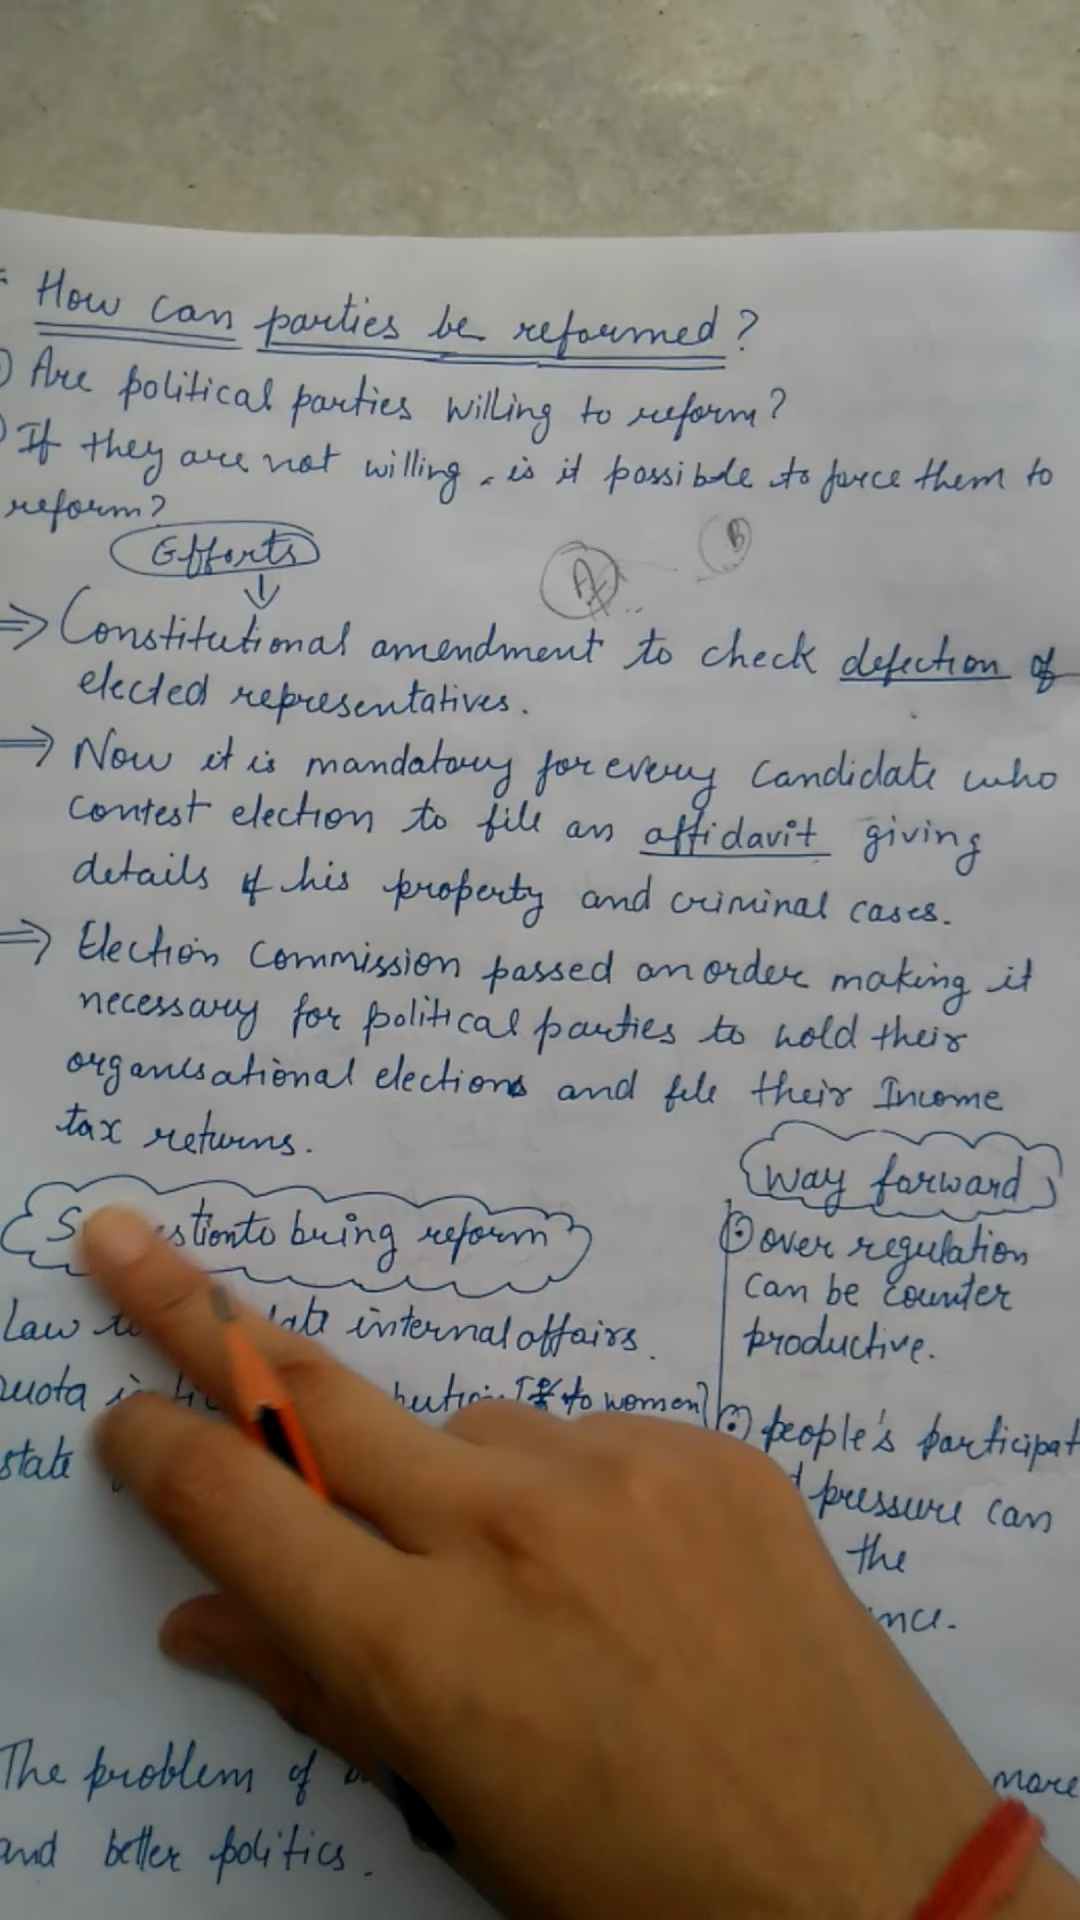 How can parties be reformed?
Are political parties willing to reform?
If they are not willing, is it possible to force them to
reform?
Efforts
A
B
⇒ Constitutional amendment to check defection of
elected representatives.
⇒ Now it is mandatory for every candidate who
contest election to file an affidavit giving
details of his property and criminal cases.
⇒ Election Commission passed an order making it
necessary for political parties to hold their
organisational elections and file their Income
tax returns.
to bring reform
Law internal affairs.
quota to women]
state
way forward
over regulation
can be counter
productive.
people's
pressure can
the
The problem of more
and better politics.